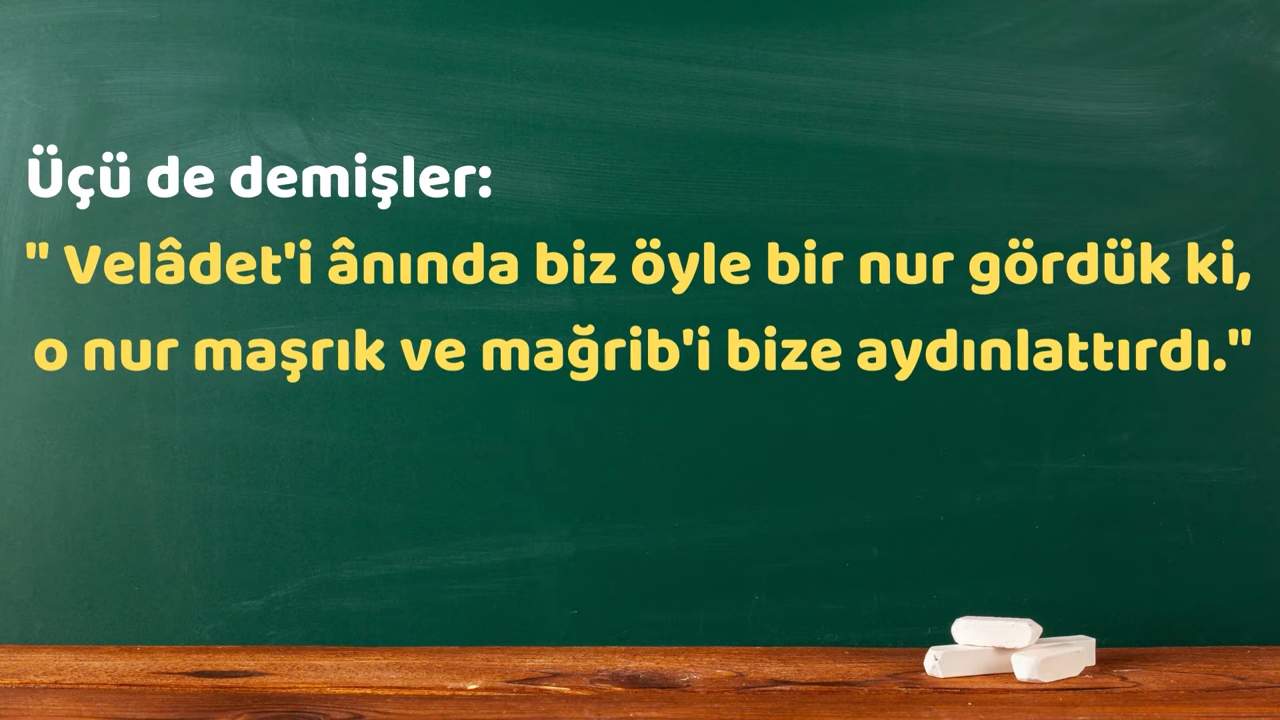 Üçü de demişler:
" Velâdet'i ânında biz öyle bir nur gördük ki,
o nur maşrık ve mağrib'i bize aydınlattırdı."